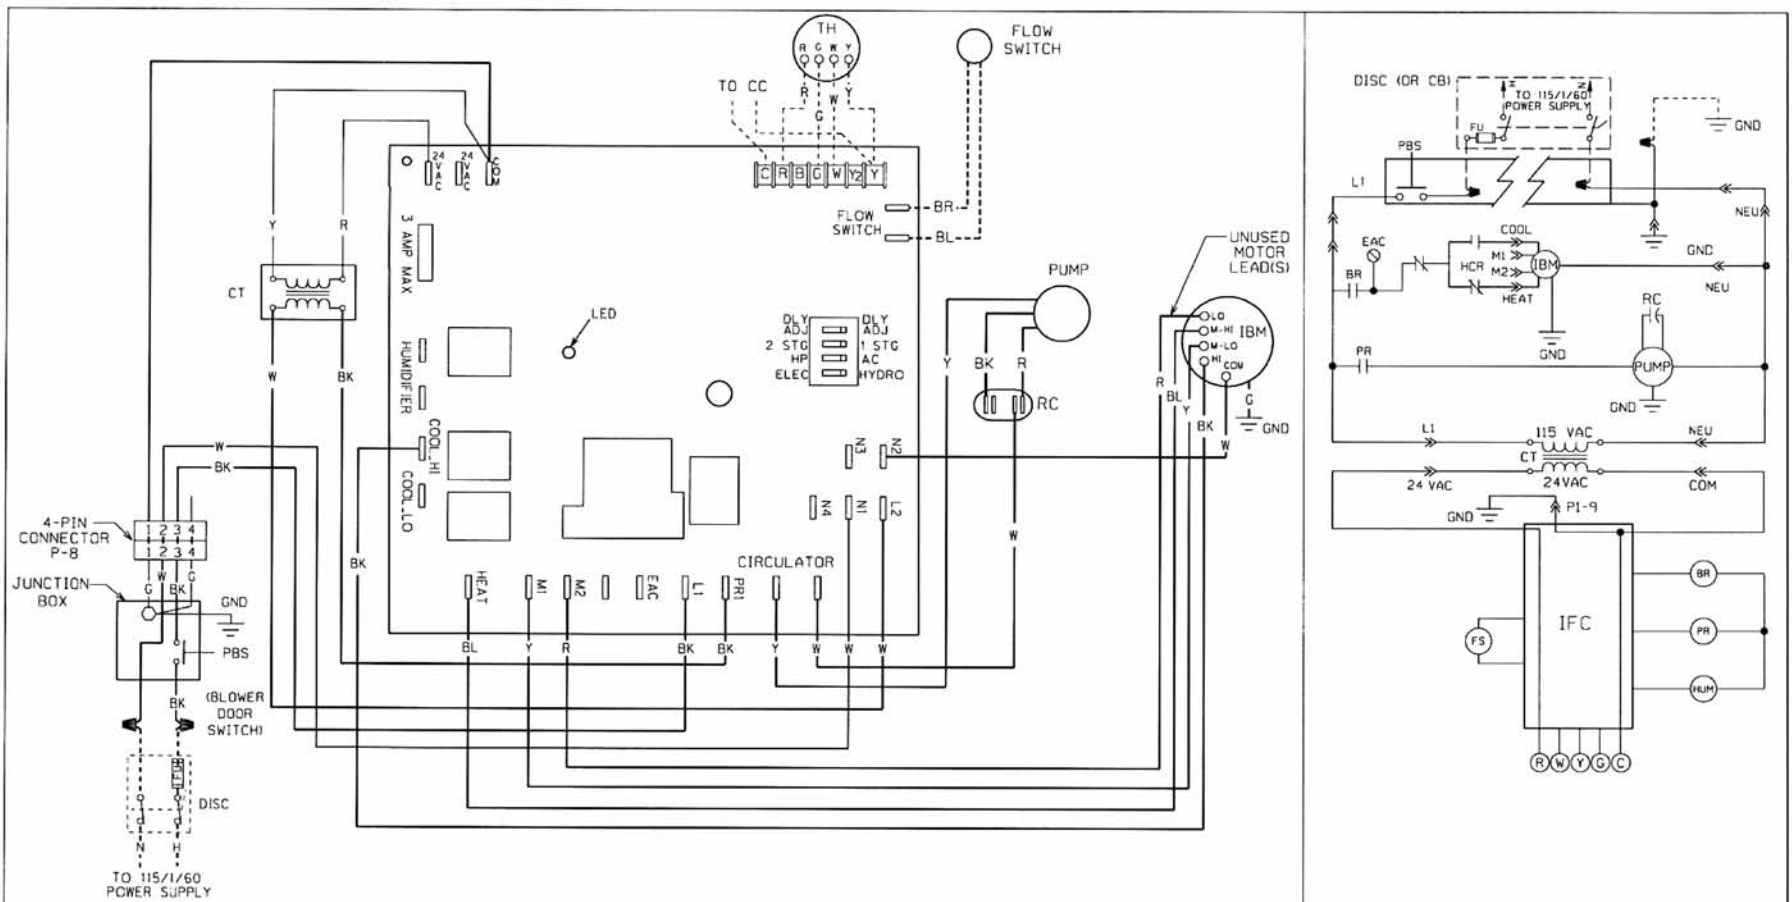 TH
R G W Y
FLOW
SWITCH
TO CC
R
G
W
Y
24
VAC
24
VAC
COM
C R B G W Y2 Y
FLOW
SWITCH
BR
BL
3 AMP MAX
Y
R
CT
W
BK
LED
HUMIDIFIER
DLY
ADJ
DLY
ADJ
2 STG
1 STG
HP
AC
ELEC
HYDRO
PUMP
Y
BK
R
RC
W
UNUSED
MOTOR
LEAD(S)
LO
M-HI
IBM
M-LO
HI
COM
R
BL
Y
BK
G
GND
W
COOL_HI
COOL_LO
N3
N2
N4
N1
L2
W
BK
BK
4-PIN
CONNECTOR
P-8
1 2 3 4
1 2 3 4
G
W
BK
G
JUNCTION
BOX
GND
PBS
(BLOWER
DOOR
SWITCH)
BK
DISC
N
H
TO 115/1/60
POWER SUPPLY
HEAT
M1
M2
EAC
L1
PR1
CIRCULATOR
BL
Y
R
BK
BK
Y
W
W
W
DISC (OR CB)
H
N
TO 115/1/60
POWER SUPPLY
FU
GND
PBS
L1
NEU
EAC
COOL
M1
HCR
M2
IBM
HEAT
BR
GND
NEU
GND
RC
PR
PUMP
GND
L1
115 VAC
NEU
CT
24 VAC
24VAC
COM
GND
P1-9
IFC
BR
FS
PR
HUM
R W Y G C